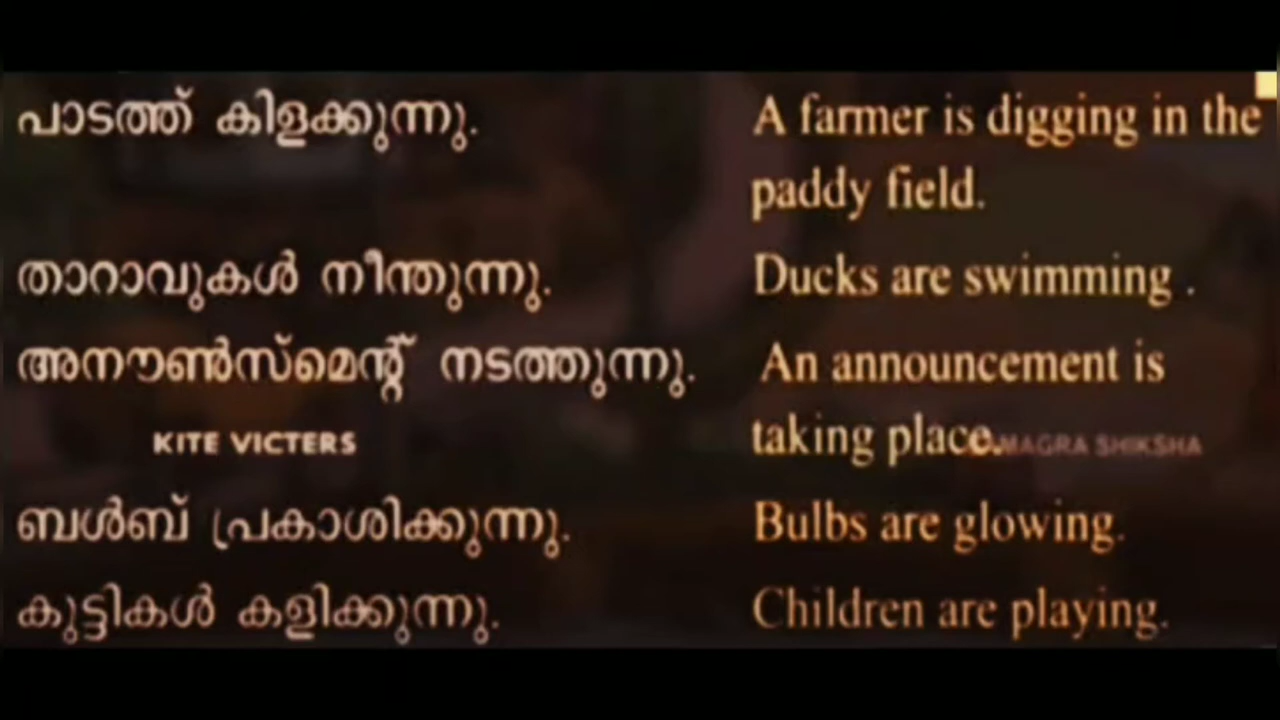 പാടത്ത് കിളക്കുന്നു.
A farmer is digging in the
paddy field.
താറാവുകൾ നീന്തുന്നു.
Ducks are swimming .
അനൗൺസ്മെന്റ് നടത്തുന്നു.
An announcement is
taking place.
KITE VICTERS
SHIKSHA
ബൾബ് പ്രകാശിക്കുന്നു.
Bulbs are glowing.
കുട്ടികൾ കളിക്കുന്നു.
Children are playing.